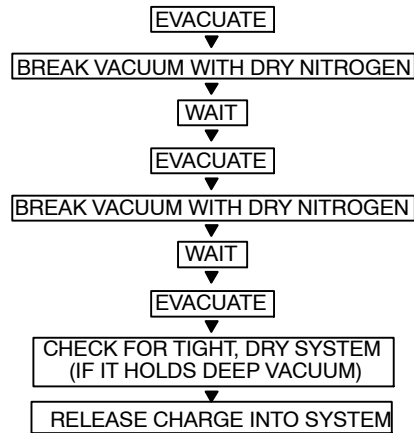 EVACUATE
BREAK VACUUM WITH DRY NITROGEN
WAIT
EVACUATE
BREAK VACUUM WITH DRY NITROGEN
WAIT
EVACUATE
CHECK FOR TIGHT, DRY SYSTEM
(IF IT HOLDS DEEP VACUUM)
RELEASE CHARGE INTO SYSTEM